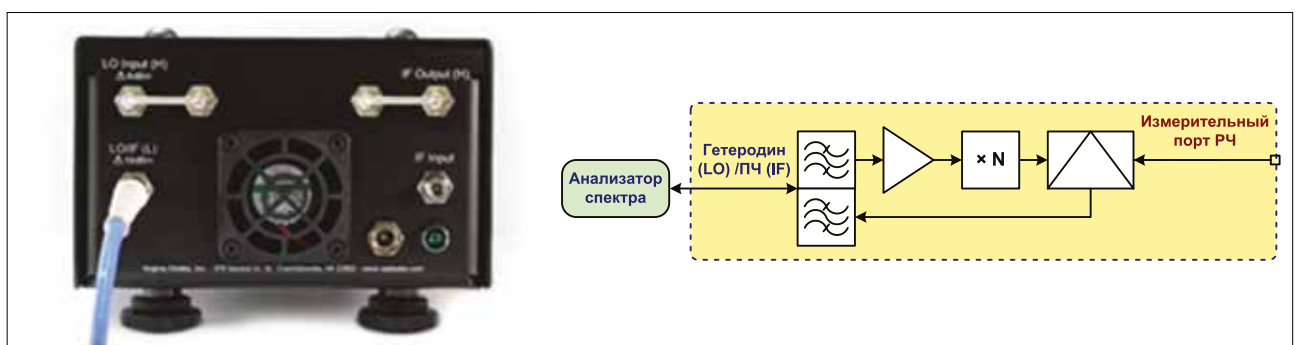 LO Input (H)
IF Output (H)
LO/IF (L)
IF Input
Гетеродин
(LO) /ПЧ (IF)
Анализатор
спектра
× N
Измерительный
порт РЧ